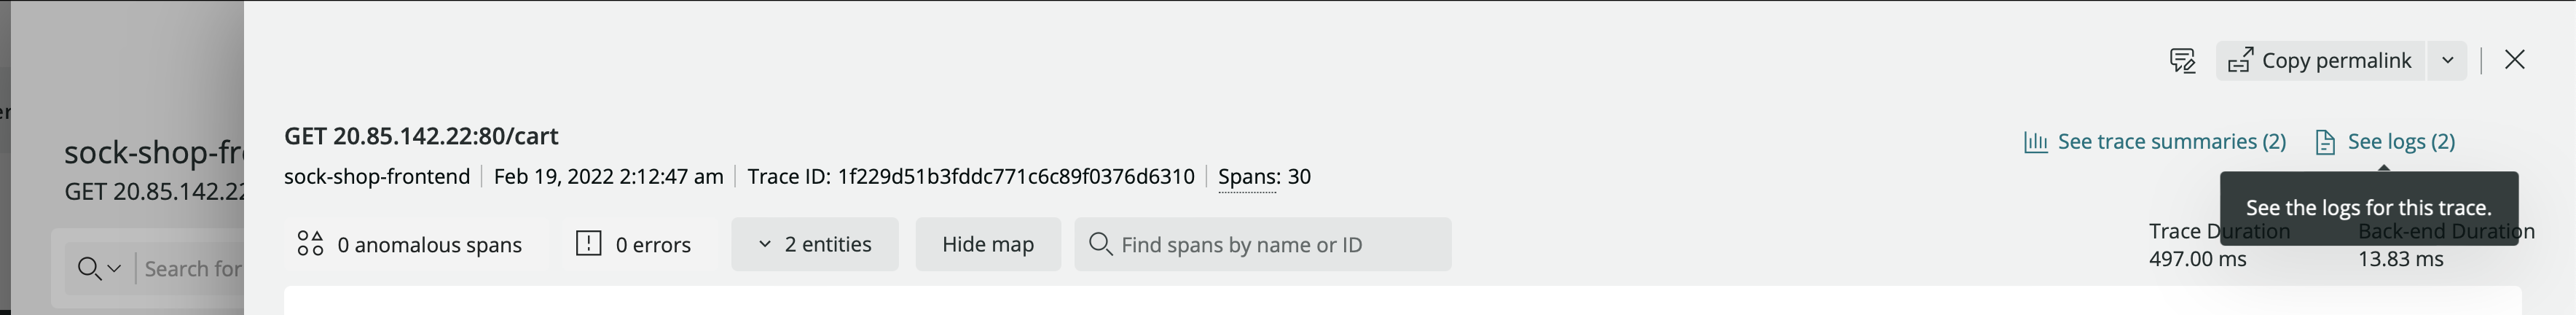 er
sock-shop-fr
GET 20.85.142.22
Search for
Copy permalink
GET 20.85.142.22:80/cart
See trace summaries (2)
See logs (2)
sock-shop-frontend
Feb 19, 2022 2:12:47 am
Trace ID: 1f229d51b3fddc771c6c89f0376d6310
Spans: 30
See the logs for this trace.
0 anomalous spans
0 errors
2 entities
Hide map
Find spans by name or ID
Trace Duration
497.00 ms
Back-end Duration
13.83 ms